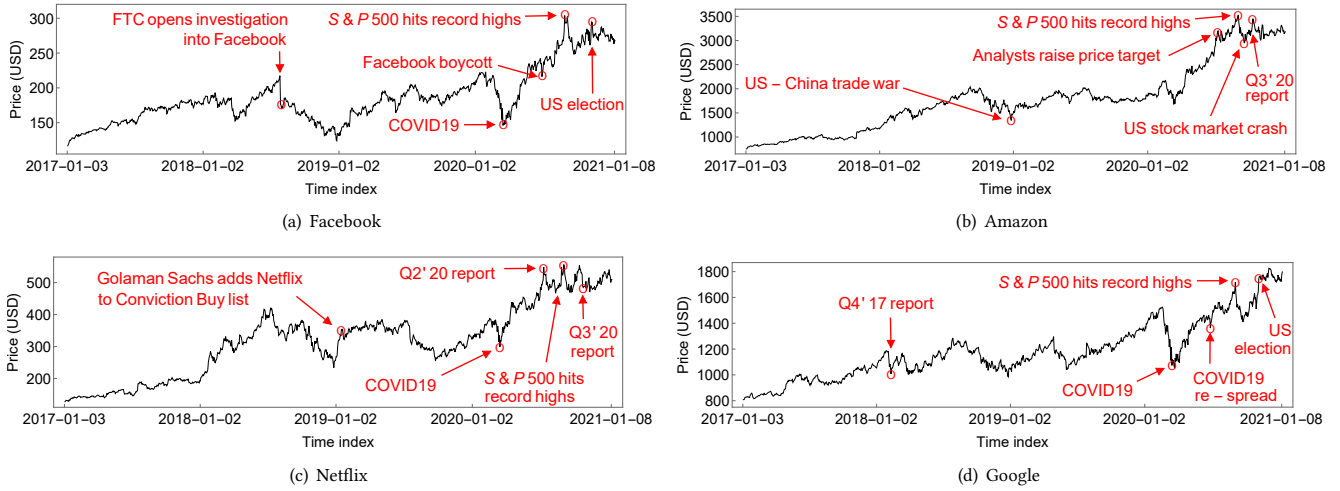 FTC opens investigation
into Facebook
S & P 500 hits record highs
Facebook boycott
US election
COVID19
Price (USD)
300
250
200
150
2017−01−03
2018−01−02
2019−01−02
2020−01−02
2021−01−08
Time index
(a) Facebook
S & P 500 hits record highs
Analysts raise price target
US − China trade war
Q3' 20
report
US stock market crash
Price (USD)
3500
3000
2500
2000
1500
1000
2017−01−03
2018−01−02
2019−01−02
2020−01−02
2021−01−08
Time index
(b) Amazon
Golaman Sachs adds Netflix
to Conviction Buy list
Q2' 20 report
Q3' 20
report
COVID19
S & P 500 hits
record highs
Price (USD)
500
400
300
200
2017−01−03
2018−01−02
2019−01−02
2020−01−02
2021−01−08
Time index
(c) Netflix
S & P 500 hits record highs
Q4' 17 report
US
election
COVID19
COVID19
re − spread
Price (USD)
1800
1600
1400
1200
1000
800
2017−01−03
2018−01−02
2019−01−02
2020−01−02
2021−01−08
Time index
(d) Google